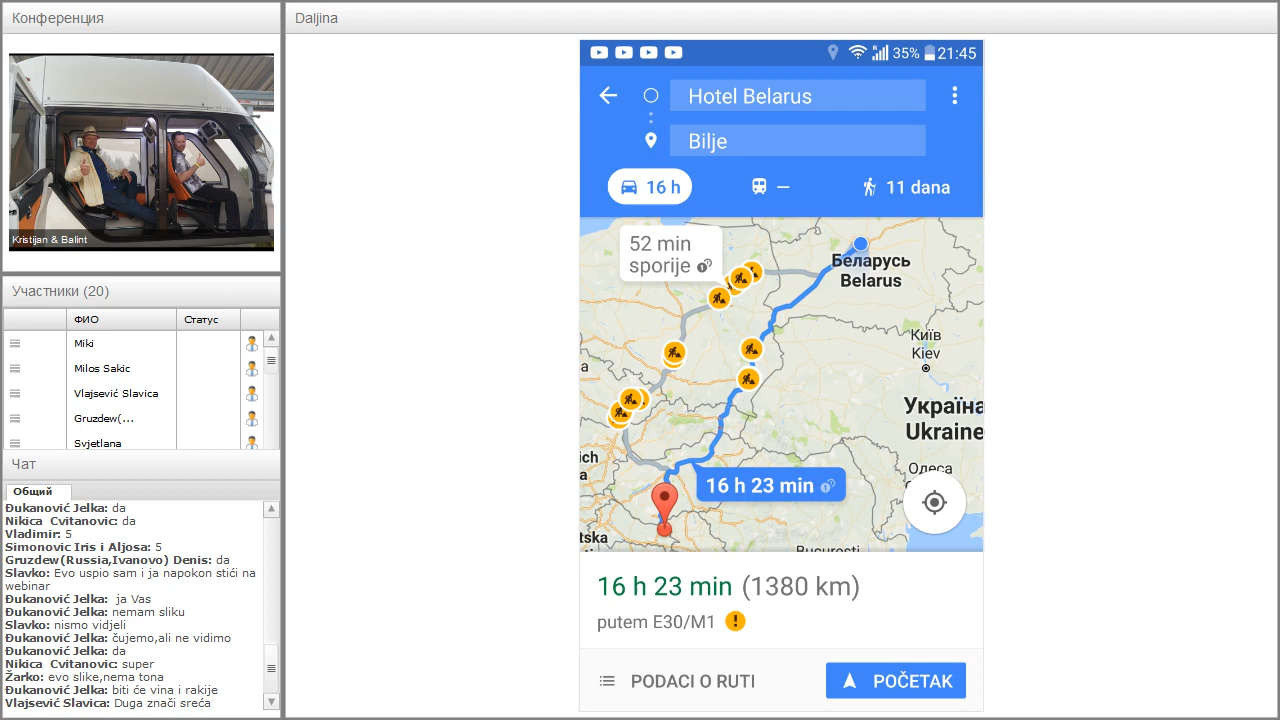 Конференция
Kristijan & Balint
Участники (20)
ФИО
Статус
Miki
Milos Sakic
Vlajsević Slavica
Gruzdew(...
Svjetlana
Чат
Общий
Đukanović Jelka: da
Nikica Cvitanovic: da
Vladimir: 5
Simonovic Iris i Aljosa: 5
Gruzdew(Russia,Ivanovo) Denis: da
Slavko: Evo uspio sam i ja napokon stići na
webinar
Đukanović Jelka: ja Vas
Đukanović Jelka: nemam sliku
Slavko: nismo vidjeli
Đukanović Jelka: čujemo,ali ne vidimo
Đukanović Jelka: da
Nikica Cvitanovic: super
Žarko: evo slike,nema tona
Đukanović Jelka: biti će vina i rakije
Vlajsević Slavica: Duga znači sreća
Daljina
35% 21:45
Hotel Belarus
Bilje
16 h
—
11 dana
52 min
sporije
Беларусь
Belarus
Київ
Kiev
Україна
Ukraine
Одеса
ich
a
a
16 h 23 min
tska
Bucuresti
16 h 23 min (1380 km)
putem E30/M1
PODACI O RUTI
POČETAK